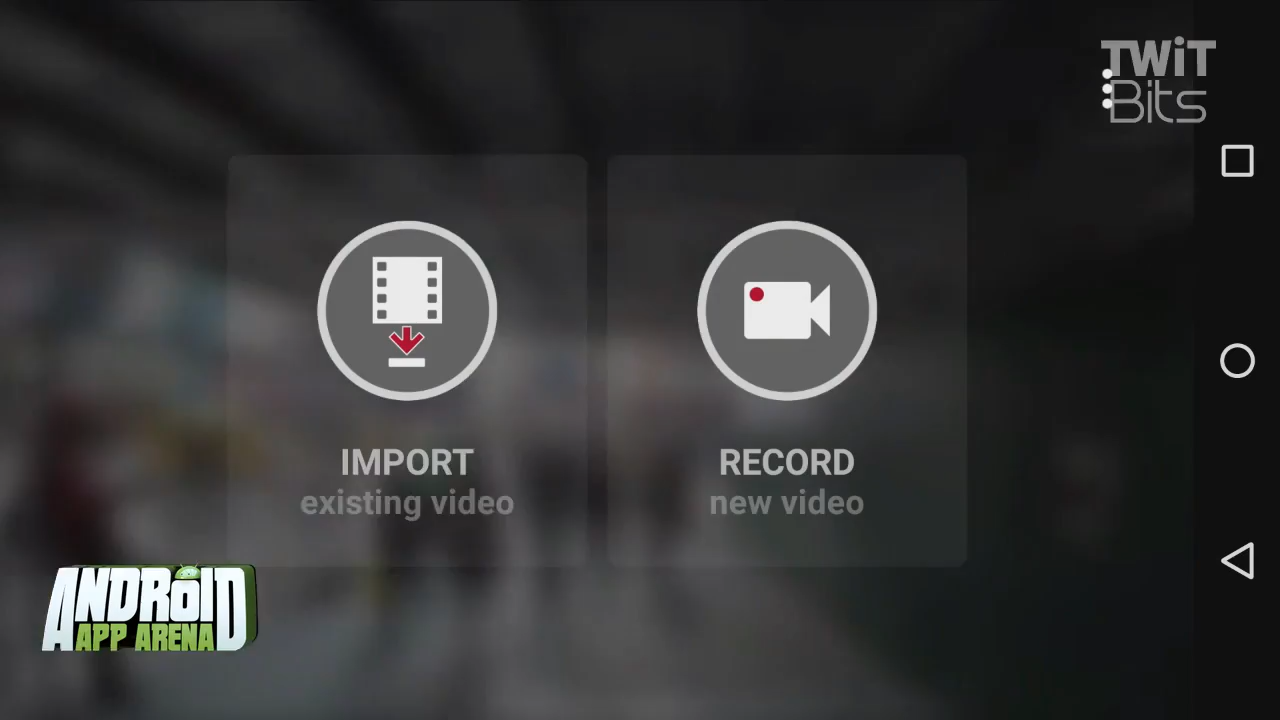 TWiT
Bits
IMPORT
existing video
RECORD
new video
ANDROID
APP ARENA